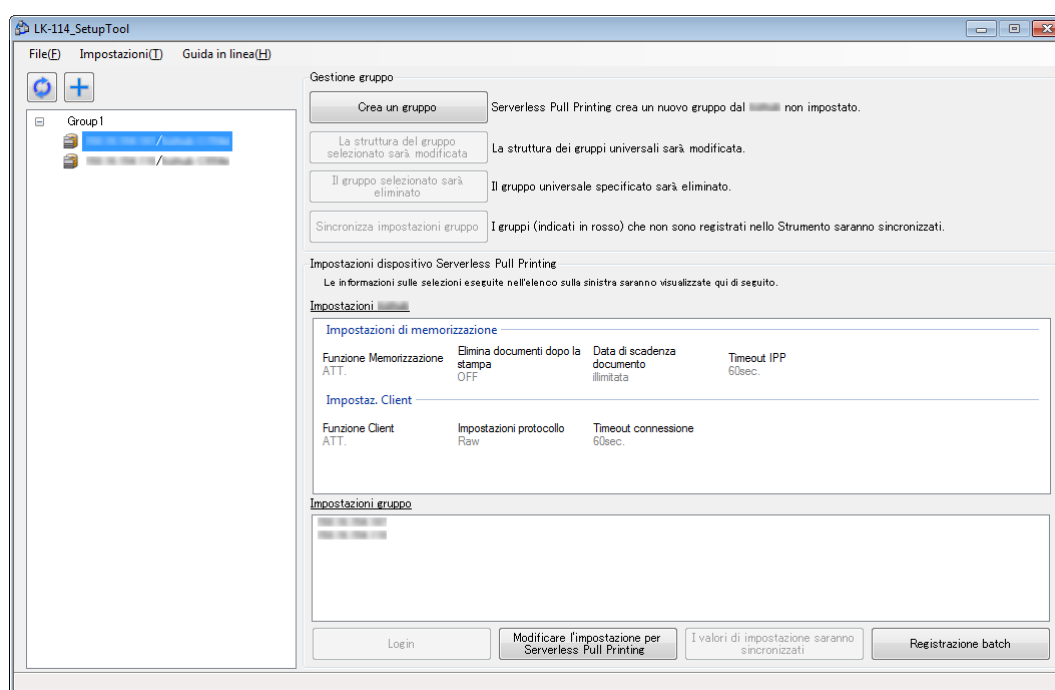 LK-114_SetupTool
File(F) Impostazioni(T) Guida in linea(H)
Gestione gruppo
Crea un gruppo
Serverless Pull Printing crea un nuovo gruppo dal non impostato.
La struttura del gruppo
selezionato sarà modificata
La struttura dei gruppi universali sarà modificata.
Il gruppo selezionato sarà
eliminato
Il gruppo universale specificato sarà eliminato.
Sincronizza impostazioni gruppo
I gruppi (indicati in rosso) che non sono registrati nello Strumento saranno sincronizzati.
Group1
/
/
Impostazioni dispositivo Serverless Pull Printing
Le informazioni sulle selezioni eseguite nell'elenco sulla sinistra saranno visualizzate qui di seguito.
Impostazioni
Impostazioni di memorizzazione
Funzione Memorizzazione
ATT.
Elimina documenti dopo la
stampa
OFF
Data di scadenza
documento
illimitata
Timeout IPP
60sec.
Impostaz. Client
Funzione Client
ATT.
Impostazioni protocollo
Raw
Timeout connessione
60sec.
Impostazioni gruppo
Login
Modificare l'impostazione per
Serverless Pull Printing
I valori di impostazione saranno
sincronizzati
Registrazione batch